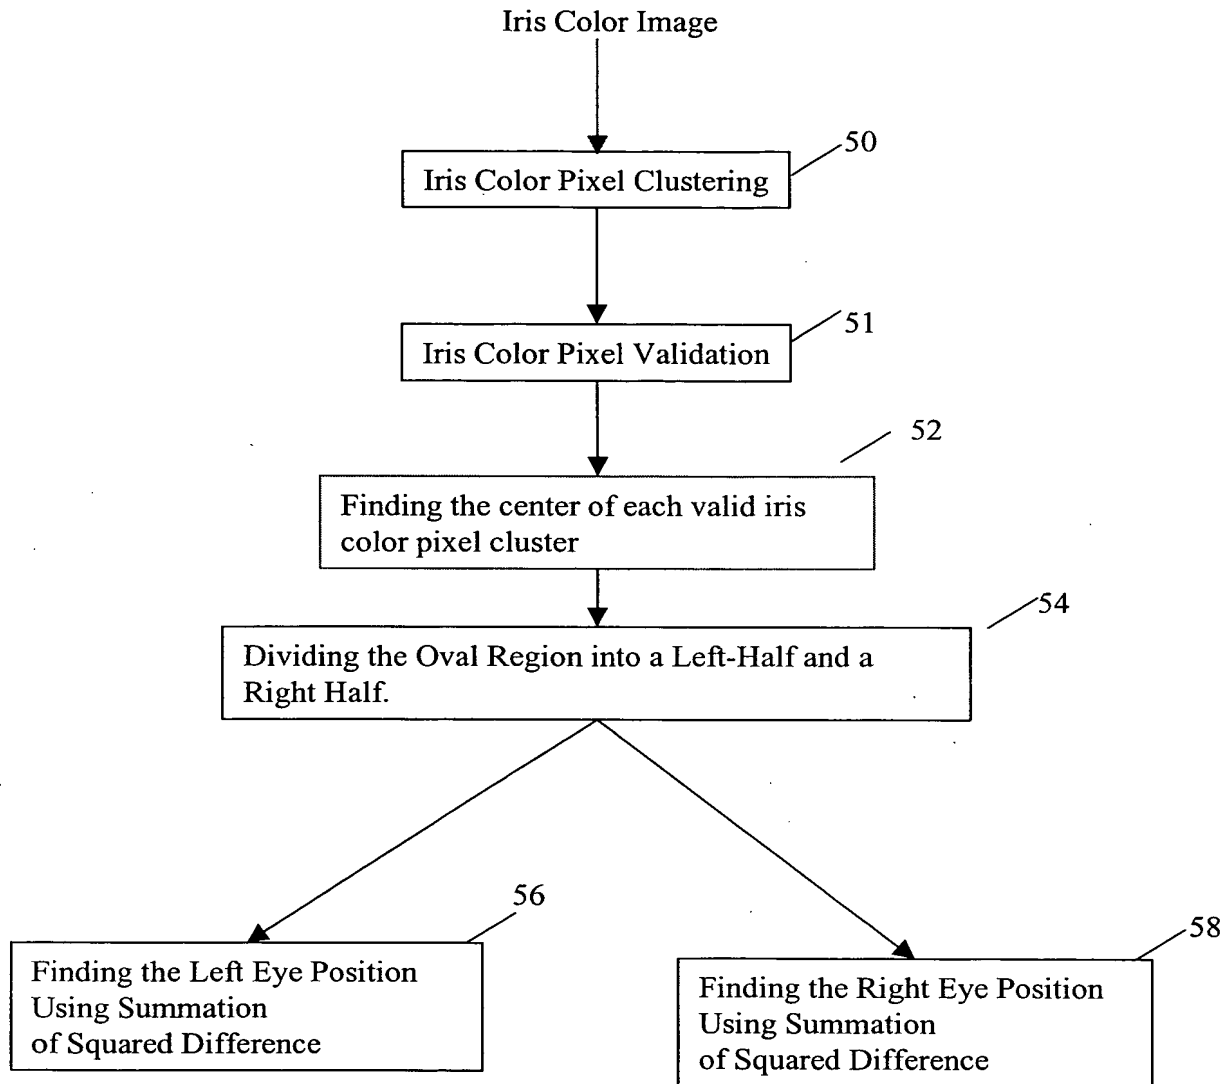 Iris Color Image
50
Iris Color Pixel Clustering
51
Iris Color Pixel Validation
52
Finding the center of each valid iris
color pixel cluster
54
Dividing the Oval Region into a Left-Half and a
Right Half.
56
Finding the Left Eye Position
Using Summation
of Squared Difference
58
Finding the Right Eye Position
Using Summation
of Squared Difference